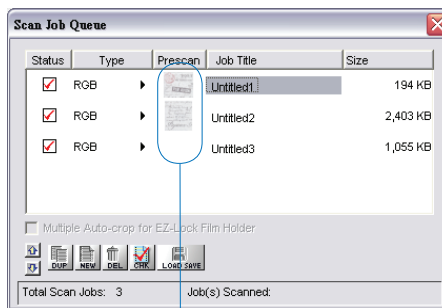 Scan Job Queue
Status Type Prescan Job Title Size
RGB Untitled1 194 KB
RGB Untitled2 2,403 KB
RGB Untitled3 1,055 KB
Multiple Auto-crop for EZ-Lock Film Holder
DUP NEW DEL CHK LOAD SAVE
Total Scan Jobs: 3 Job(s) Scanned: